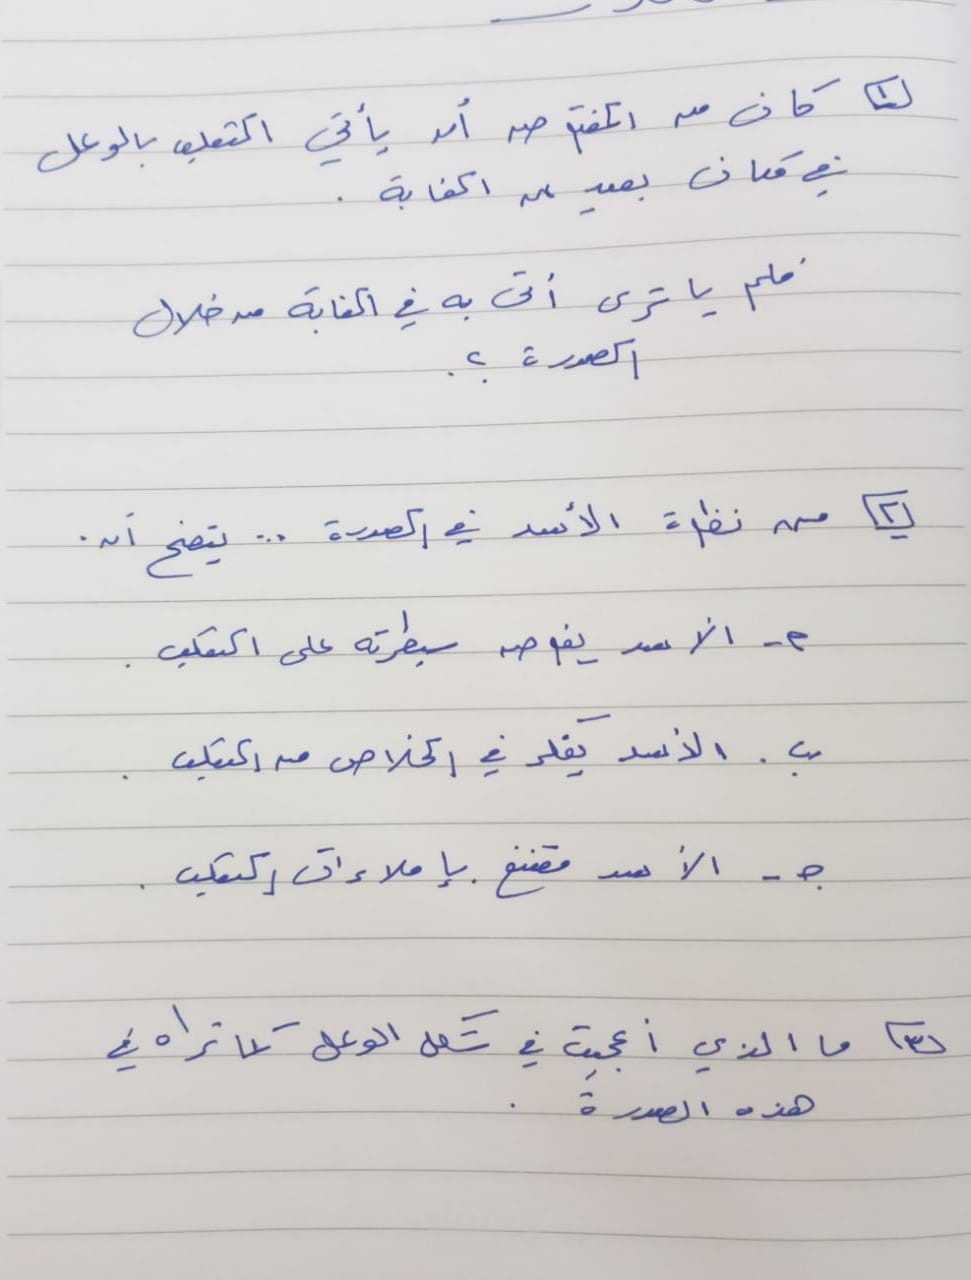 ١ كان من المفترض أن يأتي الثعلب بالوعل
في مكان بعيد عن الغابة .
فلم يا ترى أتى به في الغابة من خلال
الصورة ؟.
٢ من نظرة الأسد في الصورة ... يتضح أن .
م- الأسد يفرض سيطرته على الثعلب .
ب . الأسد يفكر في الخلاص من الثعلب .
ج - الأسد مقتنع بإملاءات الثعلب .
٣ ما الذي أعجبك في شكل الوعل كما تراه في
هذه الصورة .